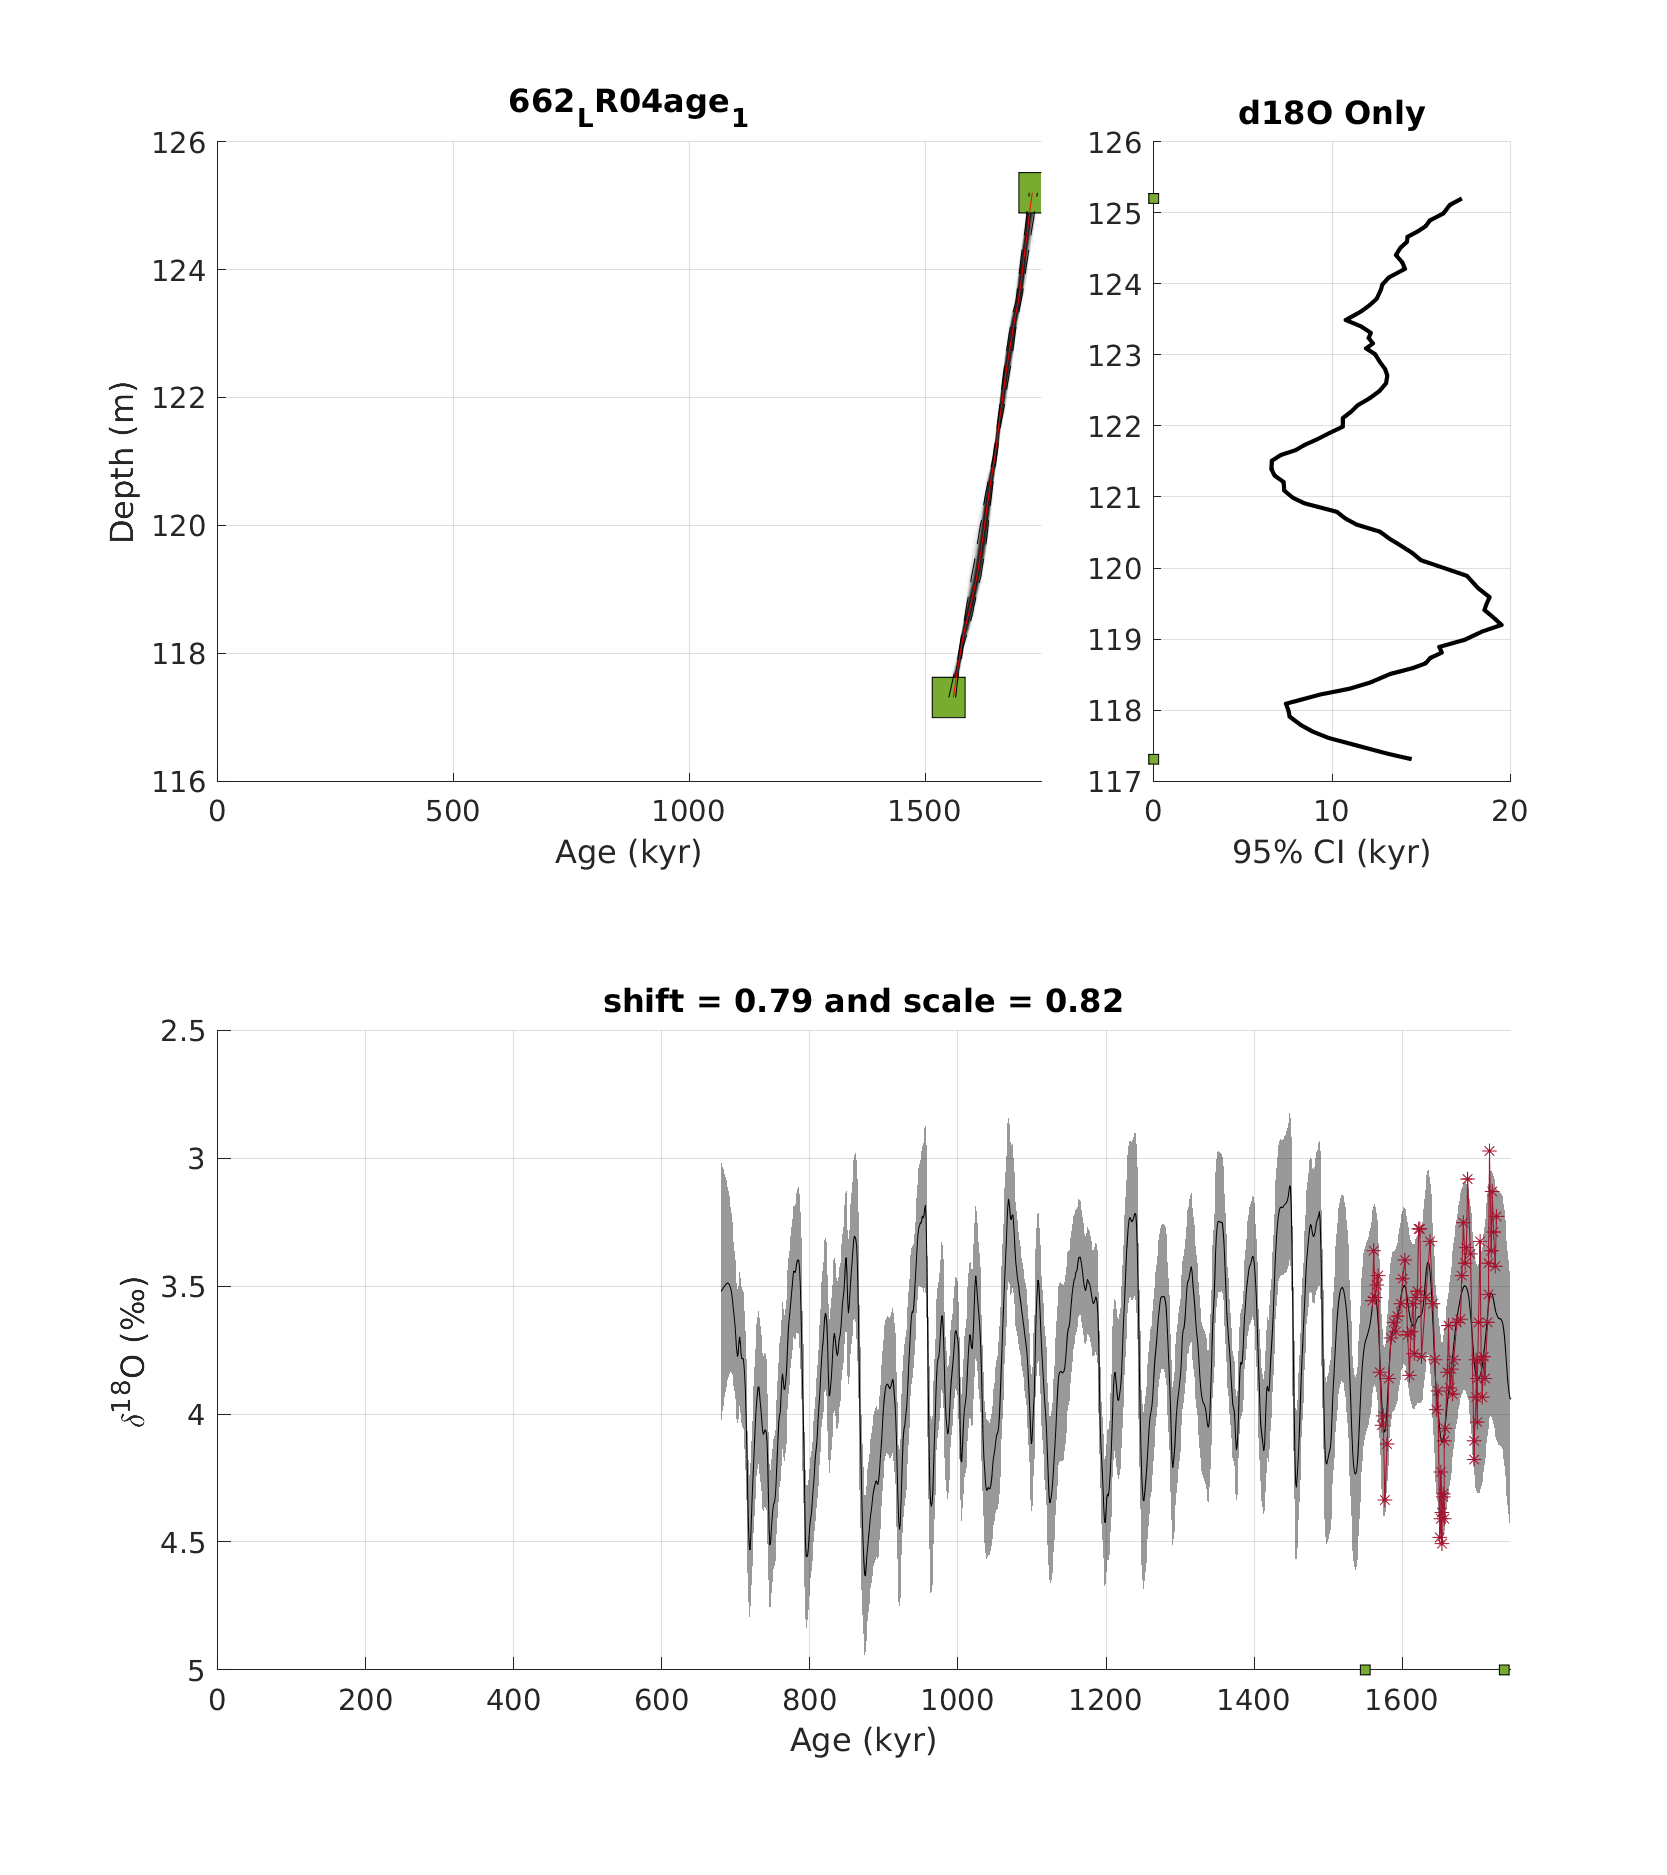 662LR04age1
126
124
122
120
118
116
0 500 1000 1500
Depth (m)
Age (kyr)
d18O Only
126
125
124
123
122
121
120
119
118
117
0 10 20
95% CI (kyr)
shift = 0.79 and scale = 0.82
2.5
3
3.5
4
4.5
5
0 200 400 600 800 1000 1200 1400 1600
δ18O (‰)
Age (kyr)